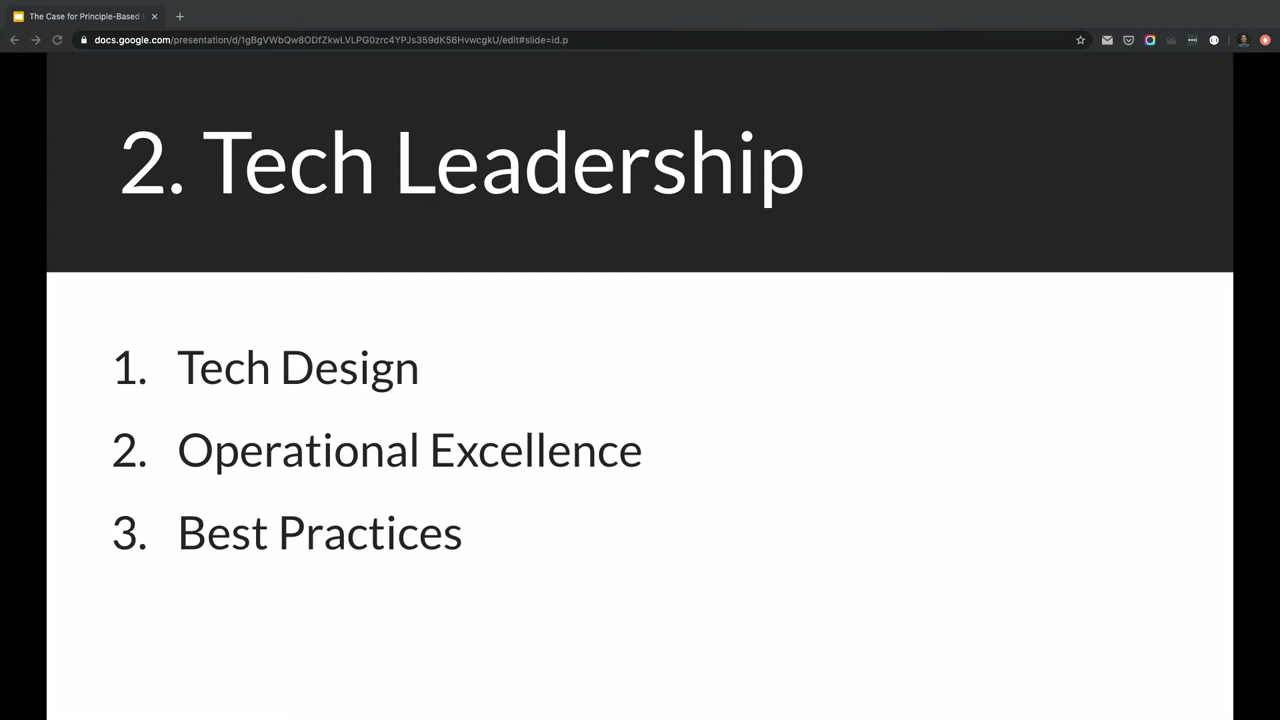 The Case for Principle-Based
docs.google.com/presentation/d/1gBgVWbQw8ODfZkwLVLPG0zrc4YPJs359dK56HvwcgkU/edit#slide=id.p
2. Tech Leadership
1. Tech Design
2. Operational Excellence
3. Best Practices